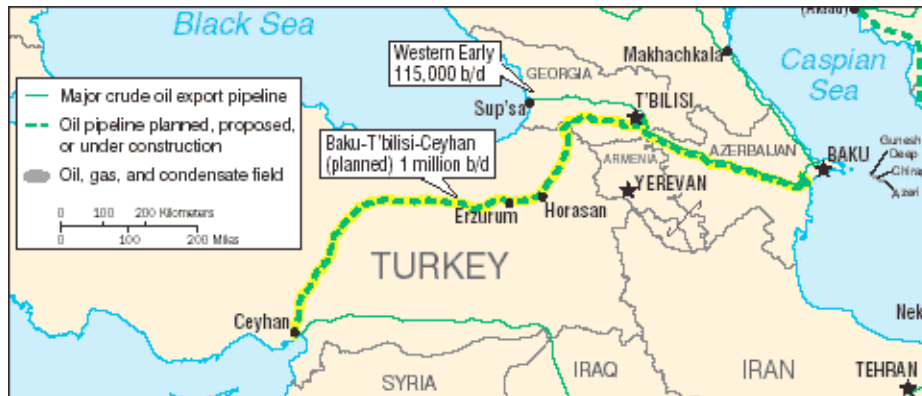 Black Sea
(Aktau)
Caspian
Sea
Makhachkala
Western Early
115,000 b/d
GEORGIA
Major crude oil export pipeline
Oil pipeline planned, proposed,
or under construction
Oil, gas, and condensate field
0 100 200 Kilometers
0 100 200 Miles
Sup'sa
T'BILISI
Baku-T'bilisi-Ceyhan
(planned) 1 million b/d
ARMENIA
AZERBAIJAN
BAKU
Gunesh
Deep
China
Azeri
YEREVAN
Erzurum
Horasan
TURKEY
Ceyhan
Nek
SYRIA
IRAQ
IRAN
TEHRAN